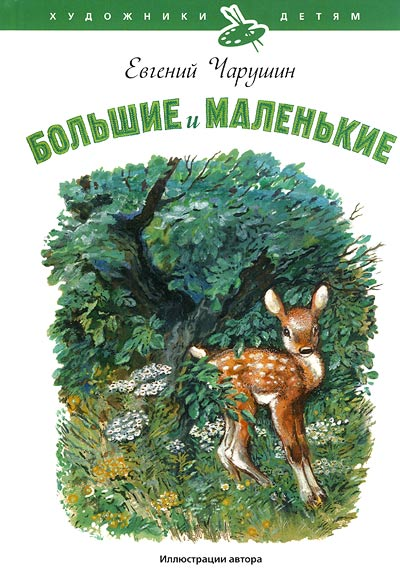 ХУДОЖНИКИ ДЕТЯМ
Евгений Чарушин
БОЛЬШИЕ и МАЛЕНЬКИЕ
Иллюстрации автора